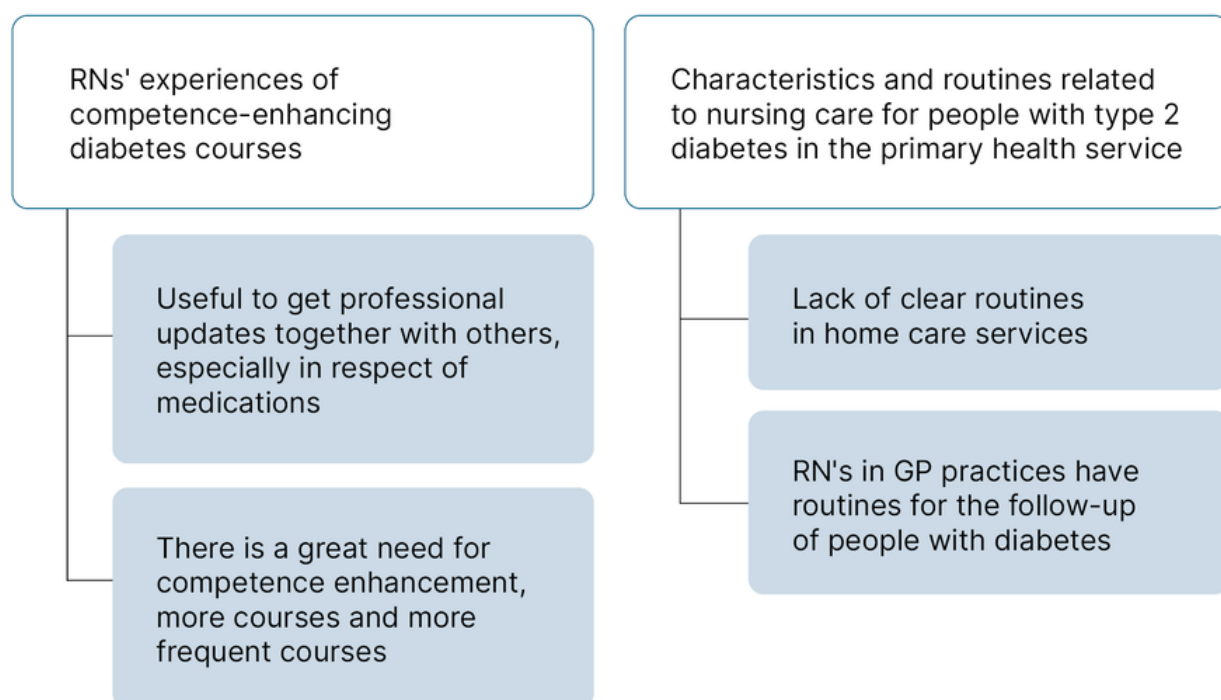 RNs' experiences of
competence-enhancing
diabetes courses
Useful to get professional
updates together with others,
especially in respect of
medications
There is a great need for
competence enhancement,
more courses and more
frequent courses
Characteristics and routines related
to nursing care for people with type 2
diabetes in the primary health service
Lack of clear routines
in home care services
RN's in GP practices have
routines for the follow-up
of people with diabetes